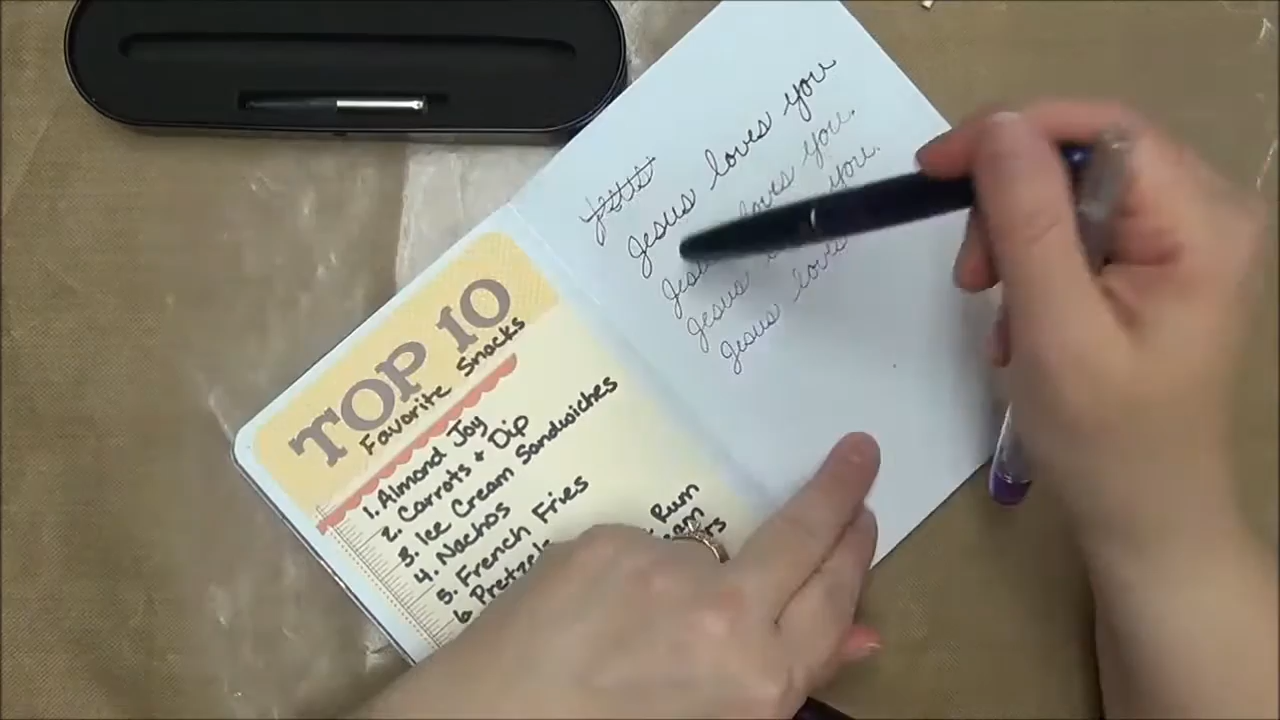 TOP 10
Favorite Snacks
1. Almond Joy
2. Carrots + Dip
3. Ice Cream Sandwiches
4. Nachos
5. French Fries
6 Pretzels
Rum
Jesus
Jesus loves you
loves you.
Jesus you.
Jesus loves